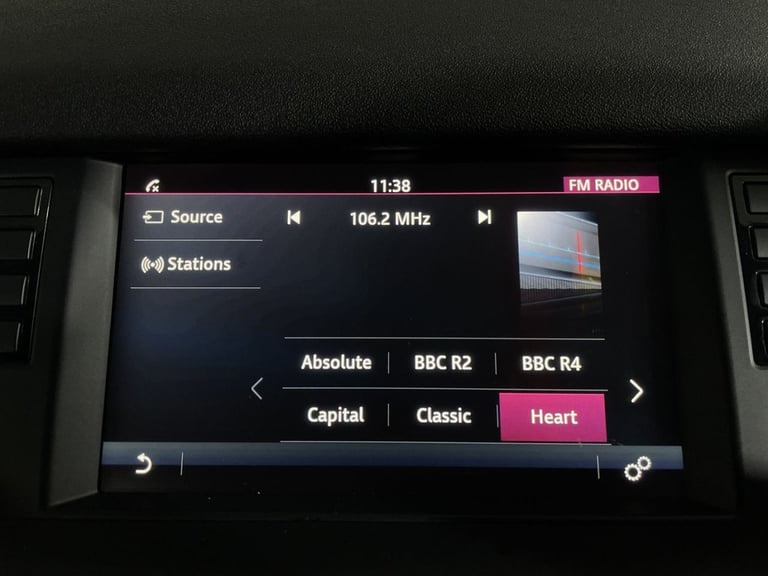 11:38 FM RADIO
Source 106.2 MHz
Stations
Absolute BBC R2 BBC R4
Capital Classic Heart